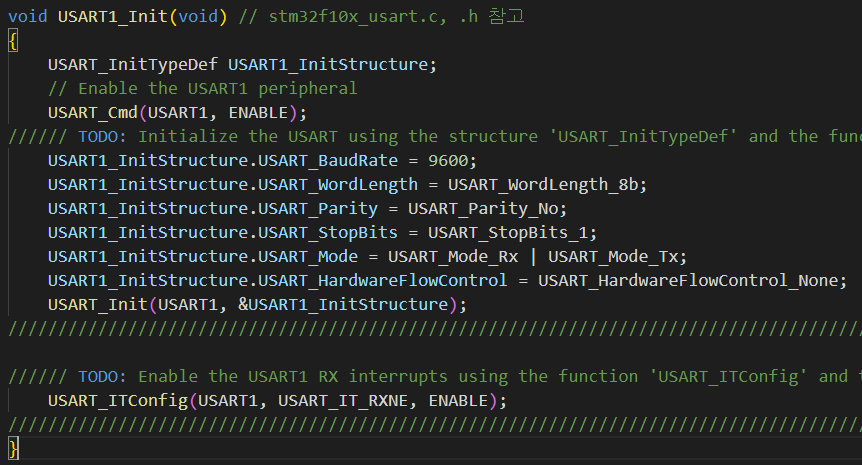 void USART1_Init(void) // stm32f10x_usart.c, .h 참고
{
    USART_InitTypeDef USART1_InitStructure;
    // Enable the USART1 peripheral
    USART_Cmd(USART1, ENABLE);
////// TODO: Initialize the USART using the structure 'USART_InitTypeDef' and the
    USART1_InitStructure.USART_BaudRate = 9600;
    USART1_InitStructure.USART_WordLength = USART_WordLength_8b;
    USART1_InitStructure.USART_Parity = USART_Parity_No;
    USART1_InitStructure.USART_StopBits = USART_StopBits_1;
    USART1_InitStructure.USART_Mode = USART_Mode_Rx | USART_Mode_Tx;
    USART1_InitStructure.USART_HardwareFlowControl = USART_HardwareFlowControl_None;
    USART_Init(USART1, &USART1_InitStructure);
//////////////////////////////////////////////////////////////////////////////////////
////// TODO: Enable the USART1 RX interrupts using the function 'USART_ITConfig' and
    USART_ITConfig(USART1, USART_IT_RXNE, ENABLE);
//////////////////////////////////////////////////////////////////////////////////////
}